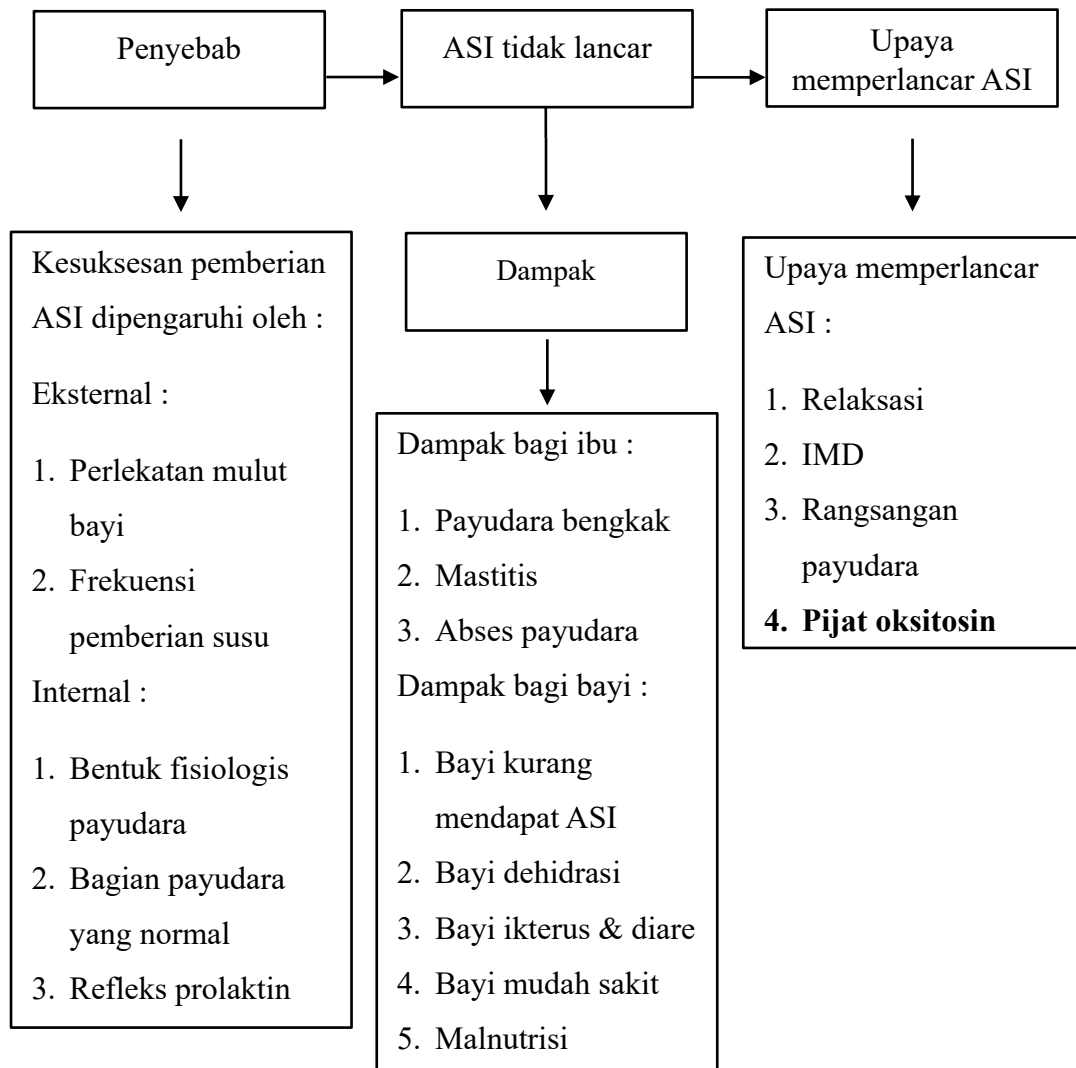 Penyebab
ASI tidak lancar
Upaya
memperlancar ASI
Kesuksesan pemberian
ASI dipengaruhi oleh :
Eksternal :
1. Perlekatan mulut
bayi
2. Frekuensi
pemberian susu
Internal :
1. Bentuk fisiologis
payudara
2. Bagian payudara
yang normal
3. Refleks prolaktin
Dampak
Dampak bagi ibu :
1. Payudara bengkak
2. Mastitis
3. Abses payudara
Dampak bagi bayi :
1. Bayi kurang
mendapat ASI
2. Bayi dehidrasi
3. Bayi ikterus & diare
4. Bayi mudah sakit
5. Malnutrisi
Upaya memperlancar
ASI :
1. Relaksasi
2. IMD
3. Rangsangan
payudara
4. Pijat oksitosin